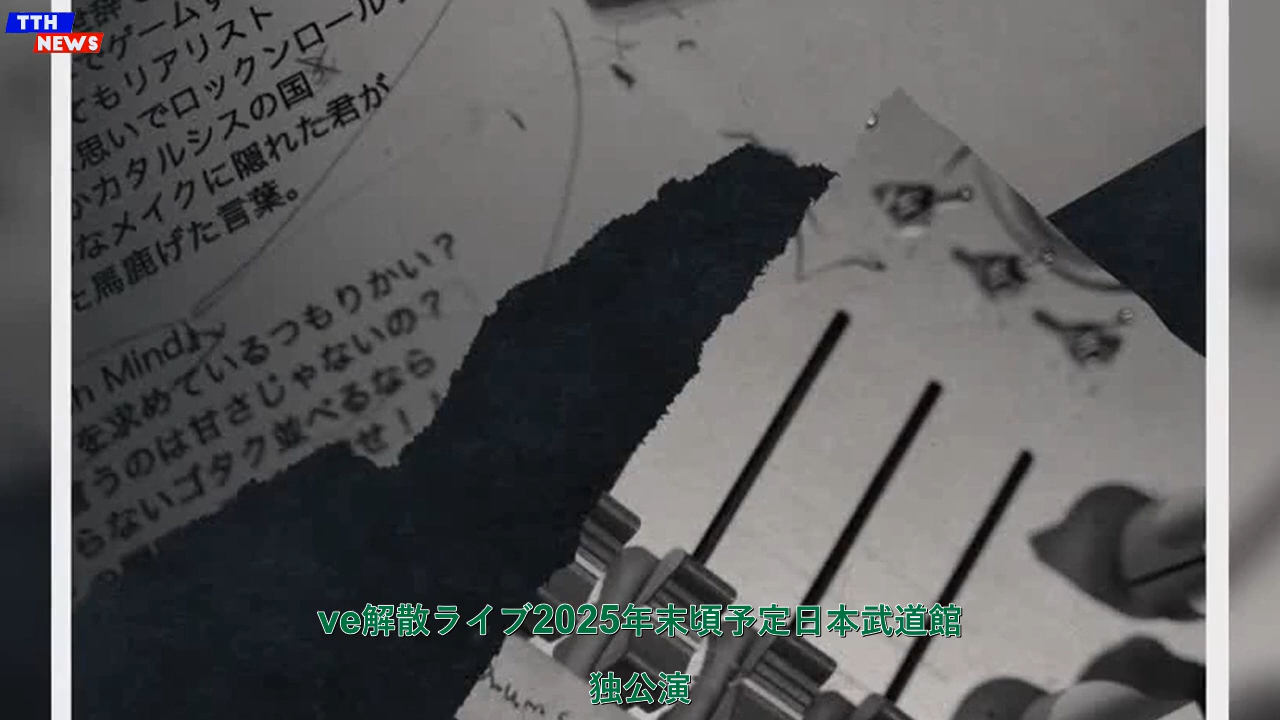 TTH
NEWS
でゲームオ
てもリアリスト
思いでロックンロール
カタルシスの国
なメイクに隠れた君が
た馬鹿げた言葉。
h Mind』
を求めているつもりかい？
うのは甘さじゃないの？
らないゴタク並べるなら
せ！！
ve解散ライブ2025年末頃予定日本武道館
独公演